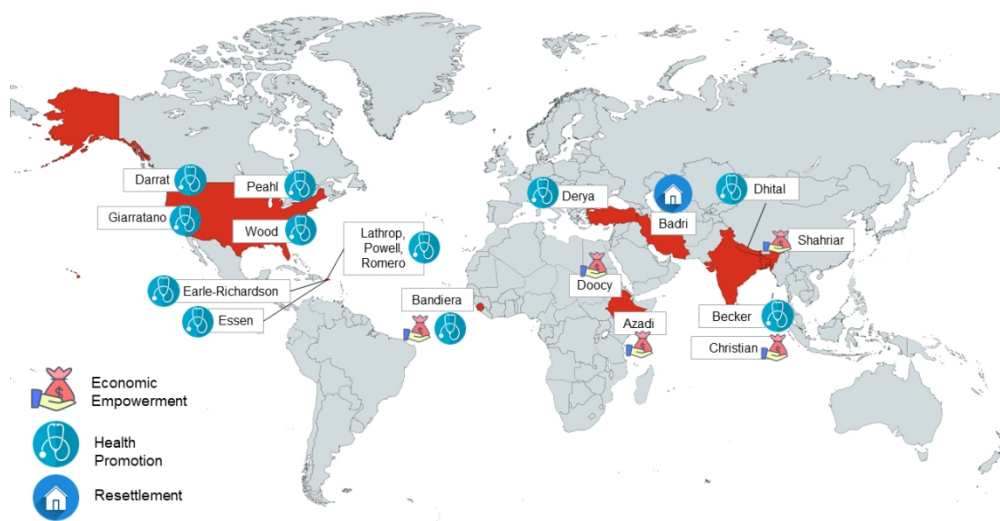 Darrat
Peahl
Giarratano
Wood
Lathrop,
Powell,
Romero
Earle-Richardson
Essen
Bandiera
Derya
Badri
Dhital
Shahriar
Doocy
Azadi
Becker
Christian
Economic
Empowerment
Health
Promotion
Resettlement